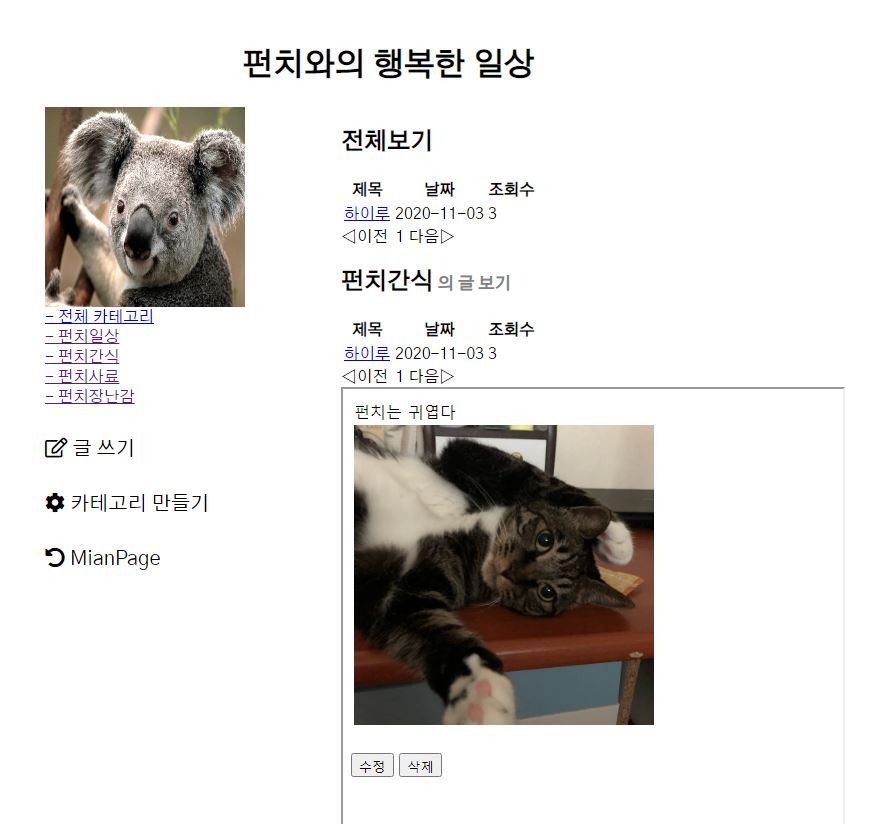 펀치와의 행복한 일상
- 전체 카테고리
- 펀치일상
- 펀치간식
- 펀치사료
- 펀치장난감
글 쓰기
카테고리 만들기
MianPage
전체보기
제목 날짜 조회수
하이루 2020-11-03 3
◁이전 1 다음▷
펀치간식 의 글 보기
제목 날짜 조회수
하이루 2020-11-03 3
◁이전 1 다음▷
펀치는 귀엽다
수정 삭제